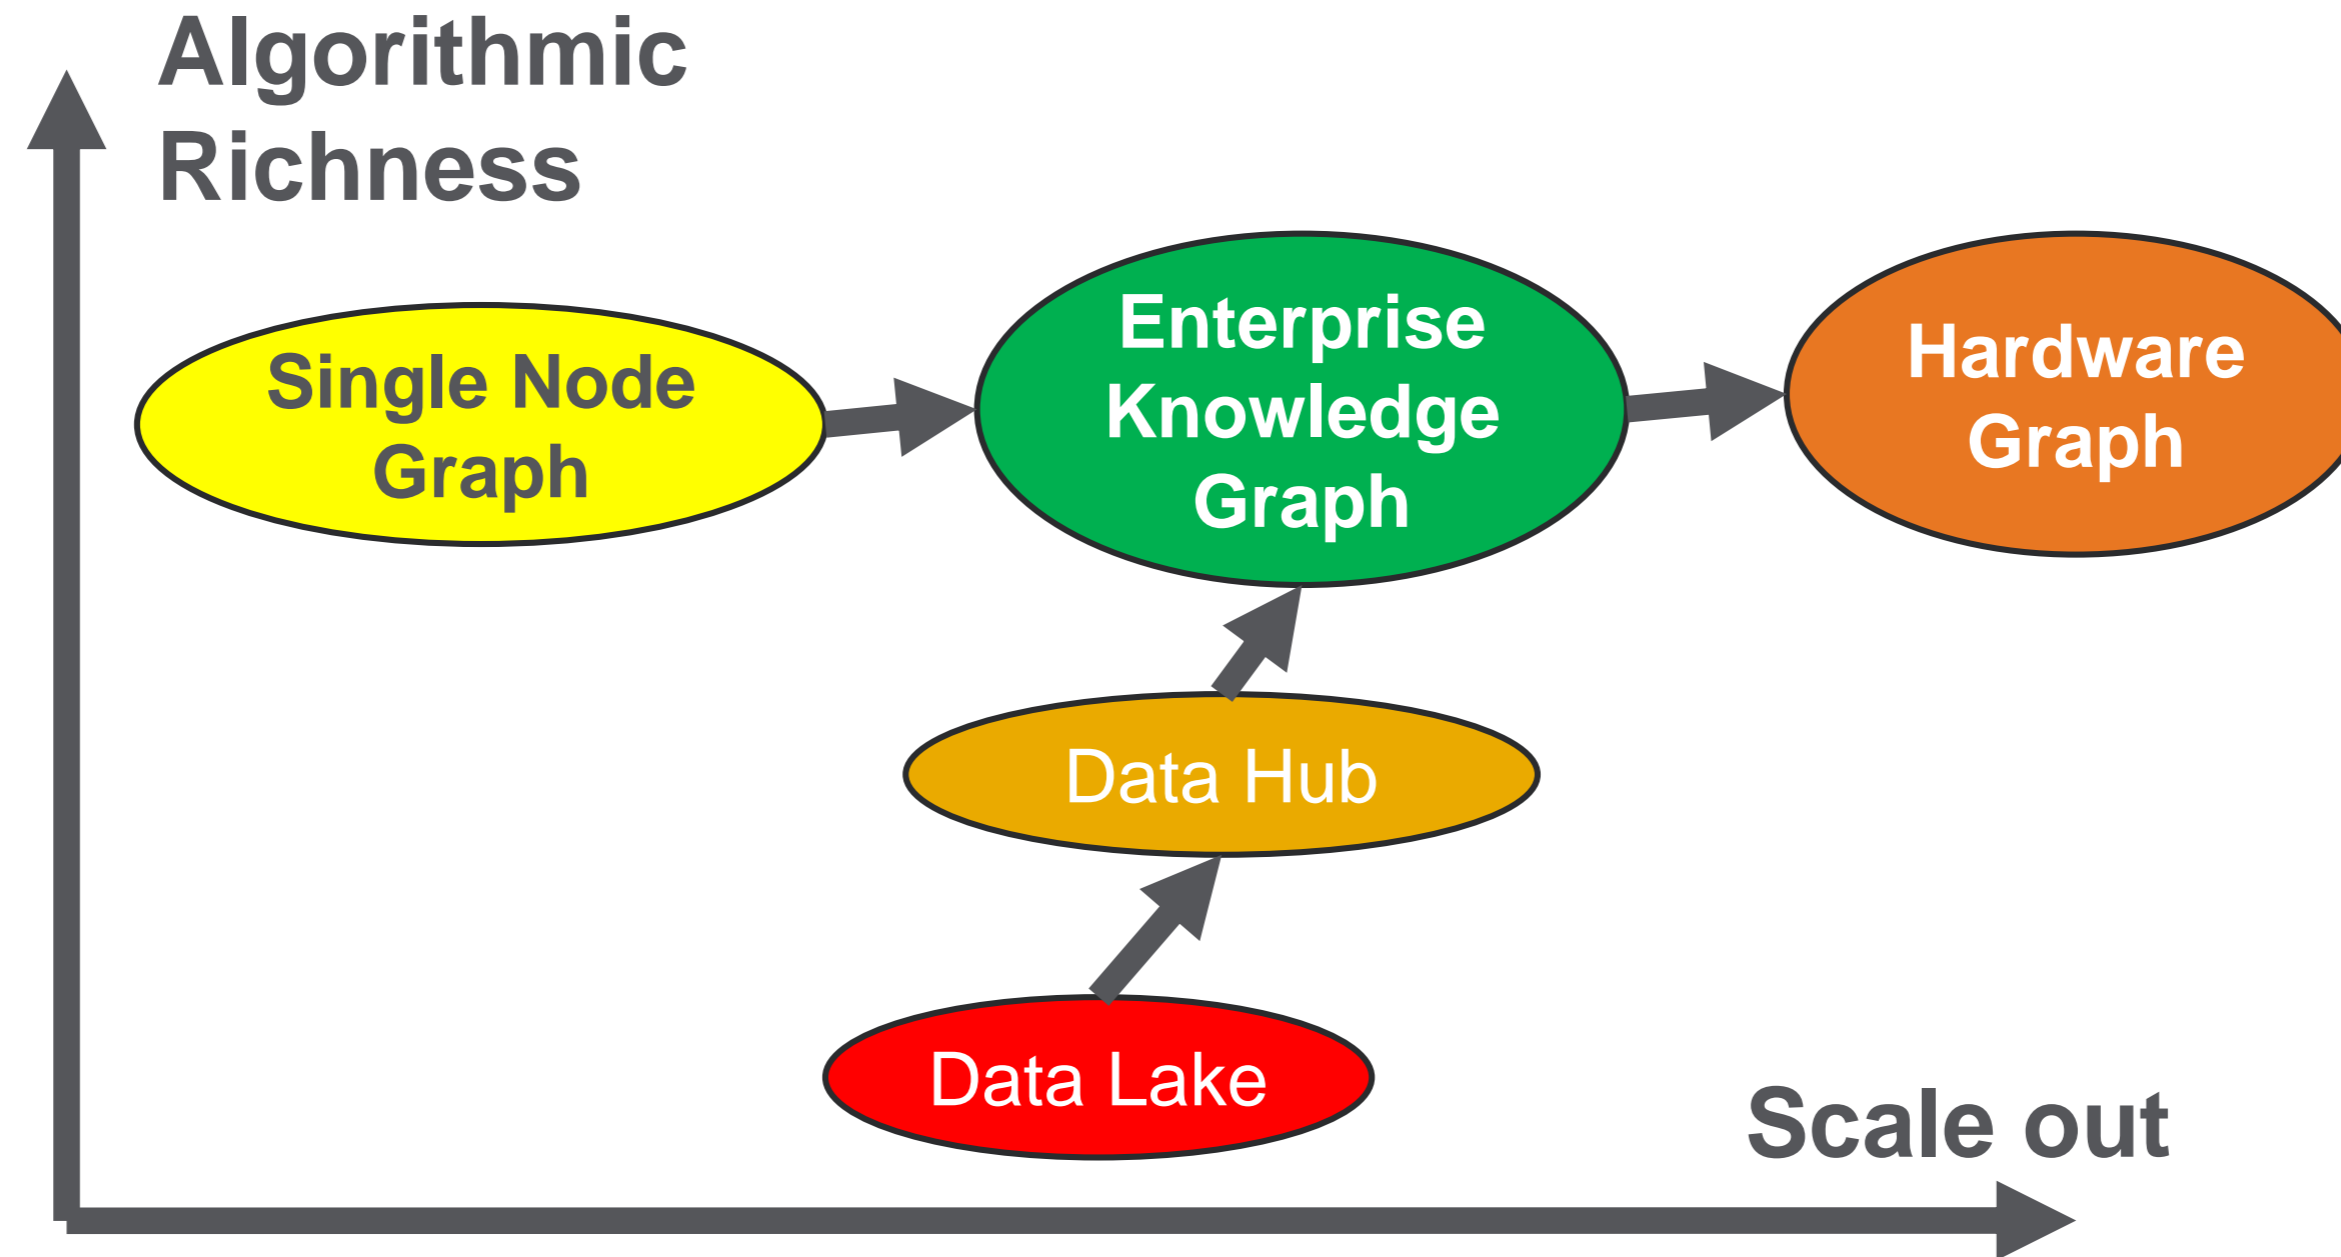 Algorithmic
Richness
Single Node
Graph
Enterprise
Knowledge
Graph
Hardware
Graph
Data Hub
Data Lake
Scale out